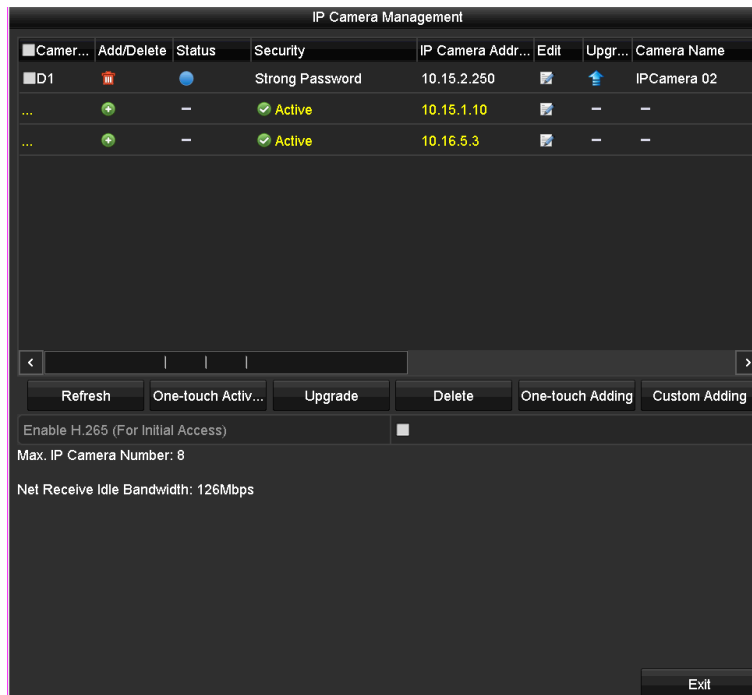 IP Camera Management
Camer... Add/Delete Status Security IP Camera Addr... Edit Upgr... Camera Name
D1 Strong Password 10.15.2.250 IPCamera 02
... – Active 10.15.1.10 – –
... – Active 10.16.5.3 – –
Refresh One-touch Activ... Upgrade Delete One-touch Adding Custom Adding
Enable H.265 (For Initial Access)
Max. IP Camera Number: 8
Net Receive Idle Bandwidth: 126Mbps
Exit